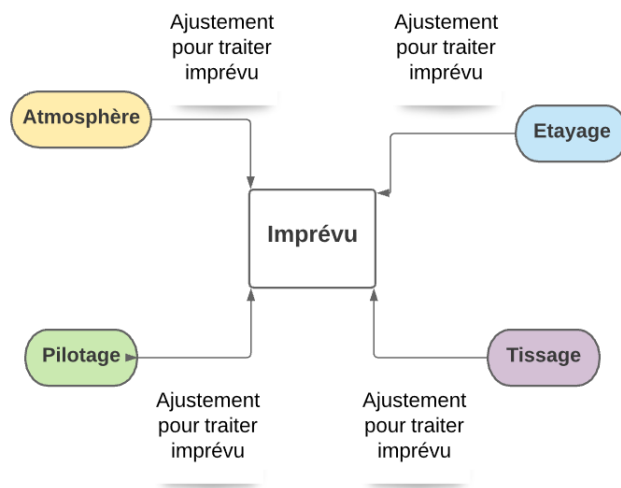 Ajustement
pour traiter
imprévu
Ajustement
pour traiter
imprévu
Atmosphère
Etayage
Imprévu
Pilotage
Tissage
Ajustement
pour traiter
imprévu
Ajustement
pour traiter
imprévu